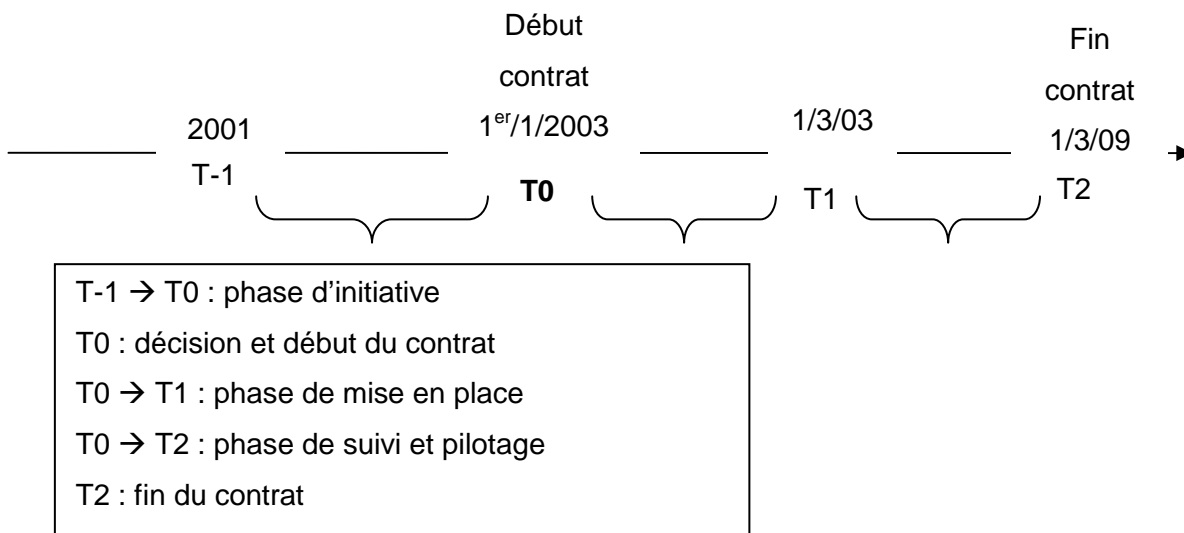 Début
contrat
1er/1/2003
Fin
contrat
1/3/09
2001
1/3/03
T-1
T0
T1
T2
T-1 → T0 : phase d'initiative
T0 : décision et début du contrat
T0 → T1 : phase de mise en place
T0 → T2 : phase de suivi et pilotage
T2 : fin du contrat